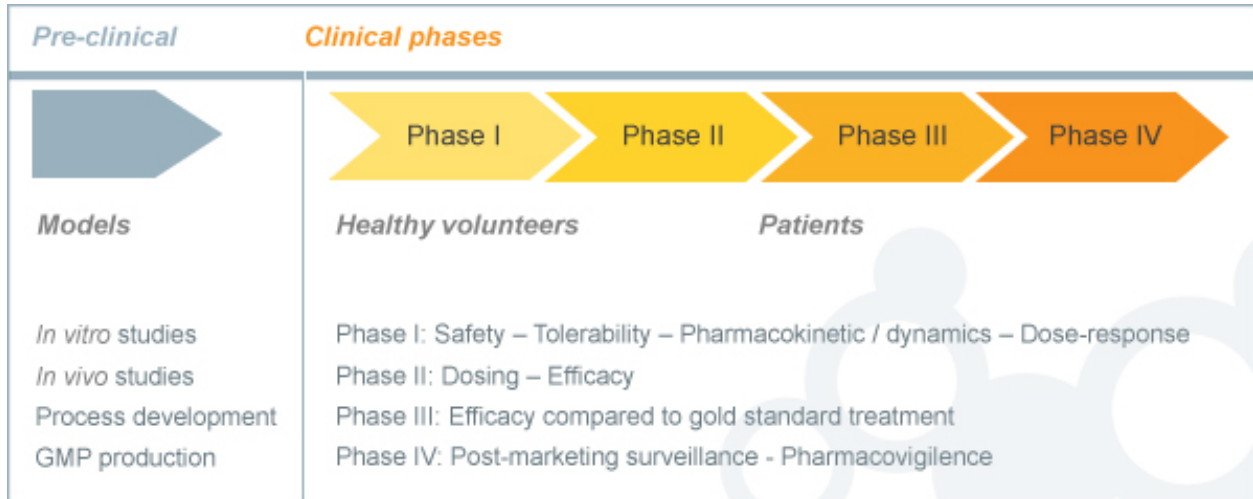 Pre-clinical
Clinical phases
Phase I
Phase II
Phase III
Phase IV
Models
Healthy volunteers
Patients
In vitro studies
In vivo studies
Process development
GMP production
Phase I: Safety – Tolerability – Pharmacokinetic / dynamics – Dose-response
Phase II: Dosing – Efficacy
Phase III: Efficacy compared to gold standard treatment
Phase IV: Post-marketing surveillance - Pharmacovigilence